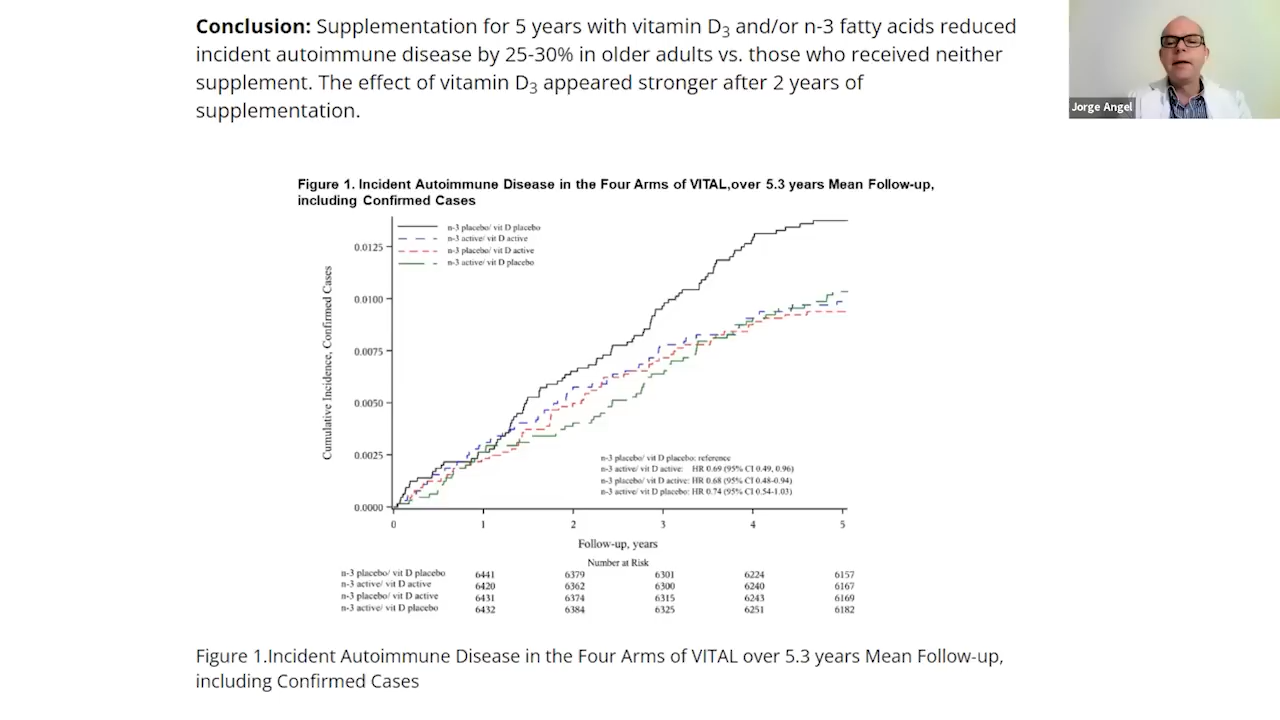 Conclusion: Supplementation for 5 years with vitamin D3 and/or n-3 fatty acids reduced
incident autoimmune disease by 25-30% in older adults vs. those who received neither
supplement. The effect of vitamin D3 appeared stronger after 2 years of
supplementation.
Jorge Angel
Figure 1. Incident Autoimmune Disease in the Four Arms of VITAL,over 5.3 years Mean Follow-up,
including Confirmed Cases
n-3 placebo/ vit D placebo
n-3 active/ vit D active
n-3 placebo/ vit D active
n-3 active/ vit D placebo
Cumulative Incidence, Confirmed Cases
0.0125
0.0100
0.0075
0.0050
0.0025
0.0000
n-3 placebo/ vit D placebo: reference
n-3 active/ vit D active: HR 0.69 (95% CI 0.49, 0.96)
n-3 placebo/ vit D active: HR 0.68 (95% CI 0.48-0.94)
n-3 active/ vit D placebo: HR 0.74 (95% CI 0.54-1.03)
0 1 2 3 4 5
Follow-up, years
Number at Risk
n-3 placebo/ vit D placebo 6441 6379 6301 6224 6157
n-3 active/ vit D active 6420 6362 6300 6240 6167
n-3 placebo/ vit D active 6431 6374 6315 6243 6169
n-3 active/ vit D placebo 6432 6384 6325 6251 6182
Figure 1.Incident Autoimmune Disease in the Four Arms of VITAL over 5.3 years Mean Follow-up,
including Confirmed Cases